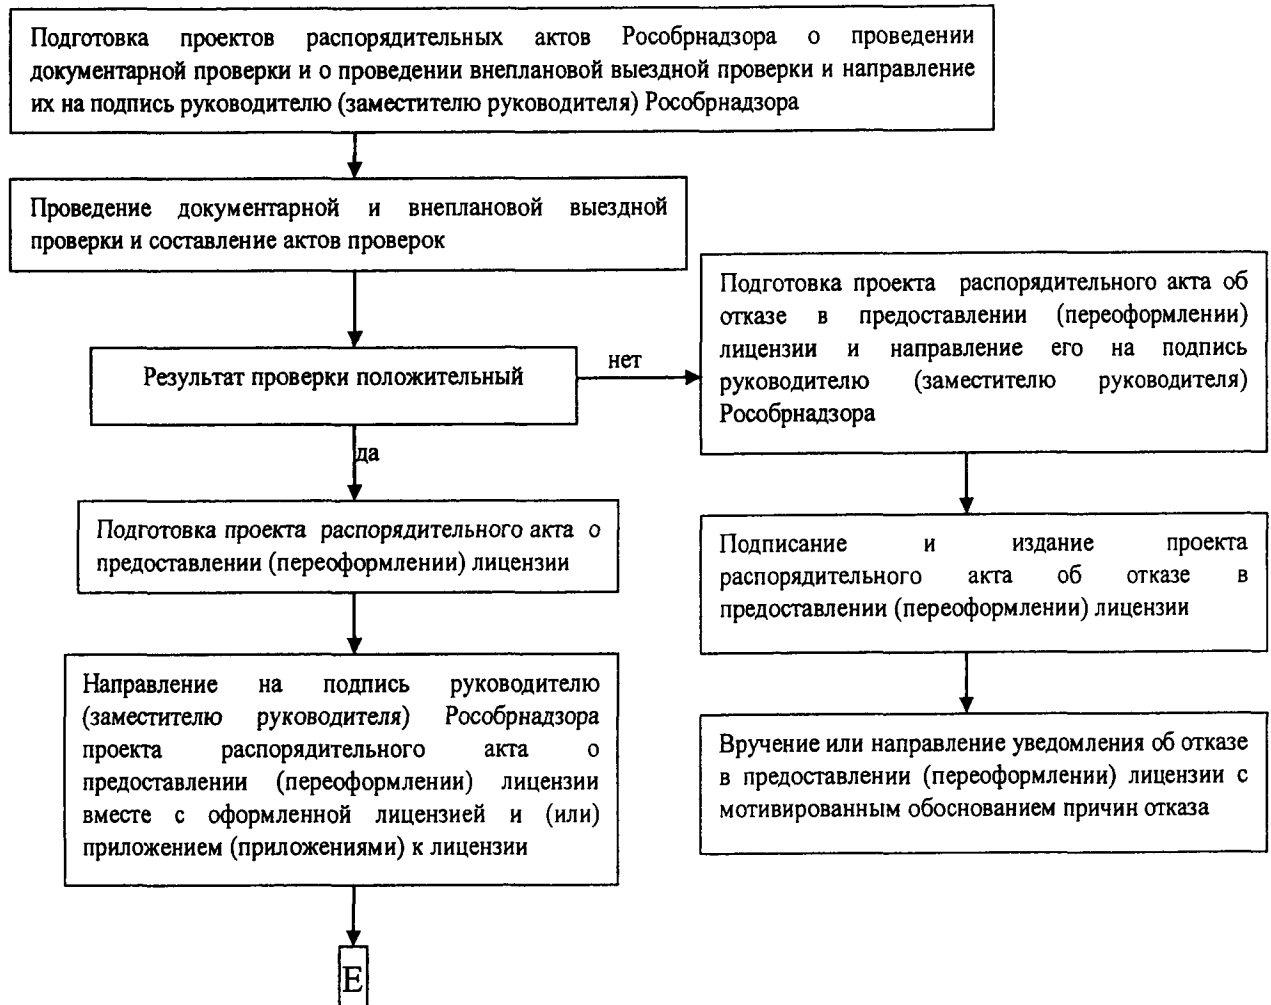 Подготовка проектов распорядительных актов Рособрнадзора о проведении
документарной проверки и о проведении внеплановой выездной проверки и направление
их на подпись руководителю (заместителю руководителя) Рособрнадзора
Проведение документарной и внеплановой выездной
проверки и составление актов проверок
Результат проверки положительный
нет
Подготовка проекта распорядительного акта об
отказе в предоставлении (переоформлении)
лицензии и направление его на подпись
руководителю (заместителю руководителя)
Рособрнадзора
да
Подготовка проекта распорядительного акта о
предоставлении (переоформлении) лицензии
Подписание и издание проекта
распорядительного акта об отказе в
предоставлении (переоформлении) лицензии
Направление на подпись руководителю
(заместителю руководителя) Рособрнадзора
проекта распорядительного акта о
предоставлении (переоформлении) лицензии
вместе с оформленной лицензией и (или)
приложением (приложениями) к лицензии
Вручение или направление уведомления об отказе
в предоставлении (переоформлении) лицензии с
мотивированным обоснованием причин отказа
Е